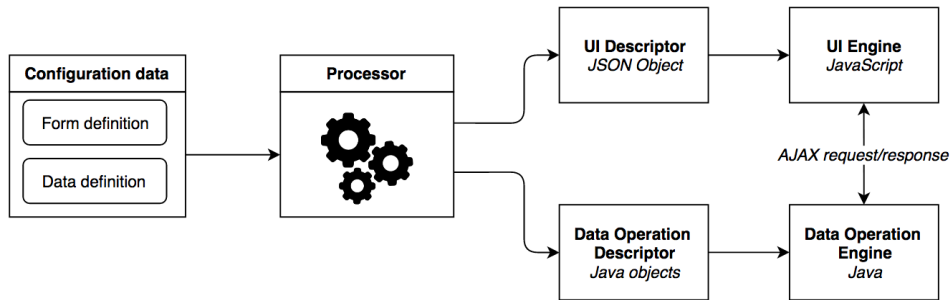 Configuration data
Form definition
Data definition
Processor
UI Descriptor
JSON Object
UI Engine
JavaScript
AJAX request/response
Data Operation
Descriptor
Java objects
Data Operation
Engine
Java